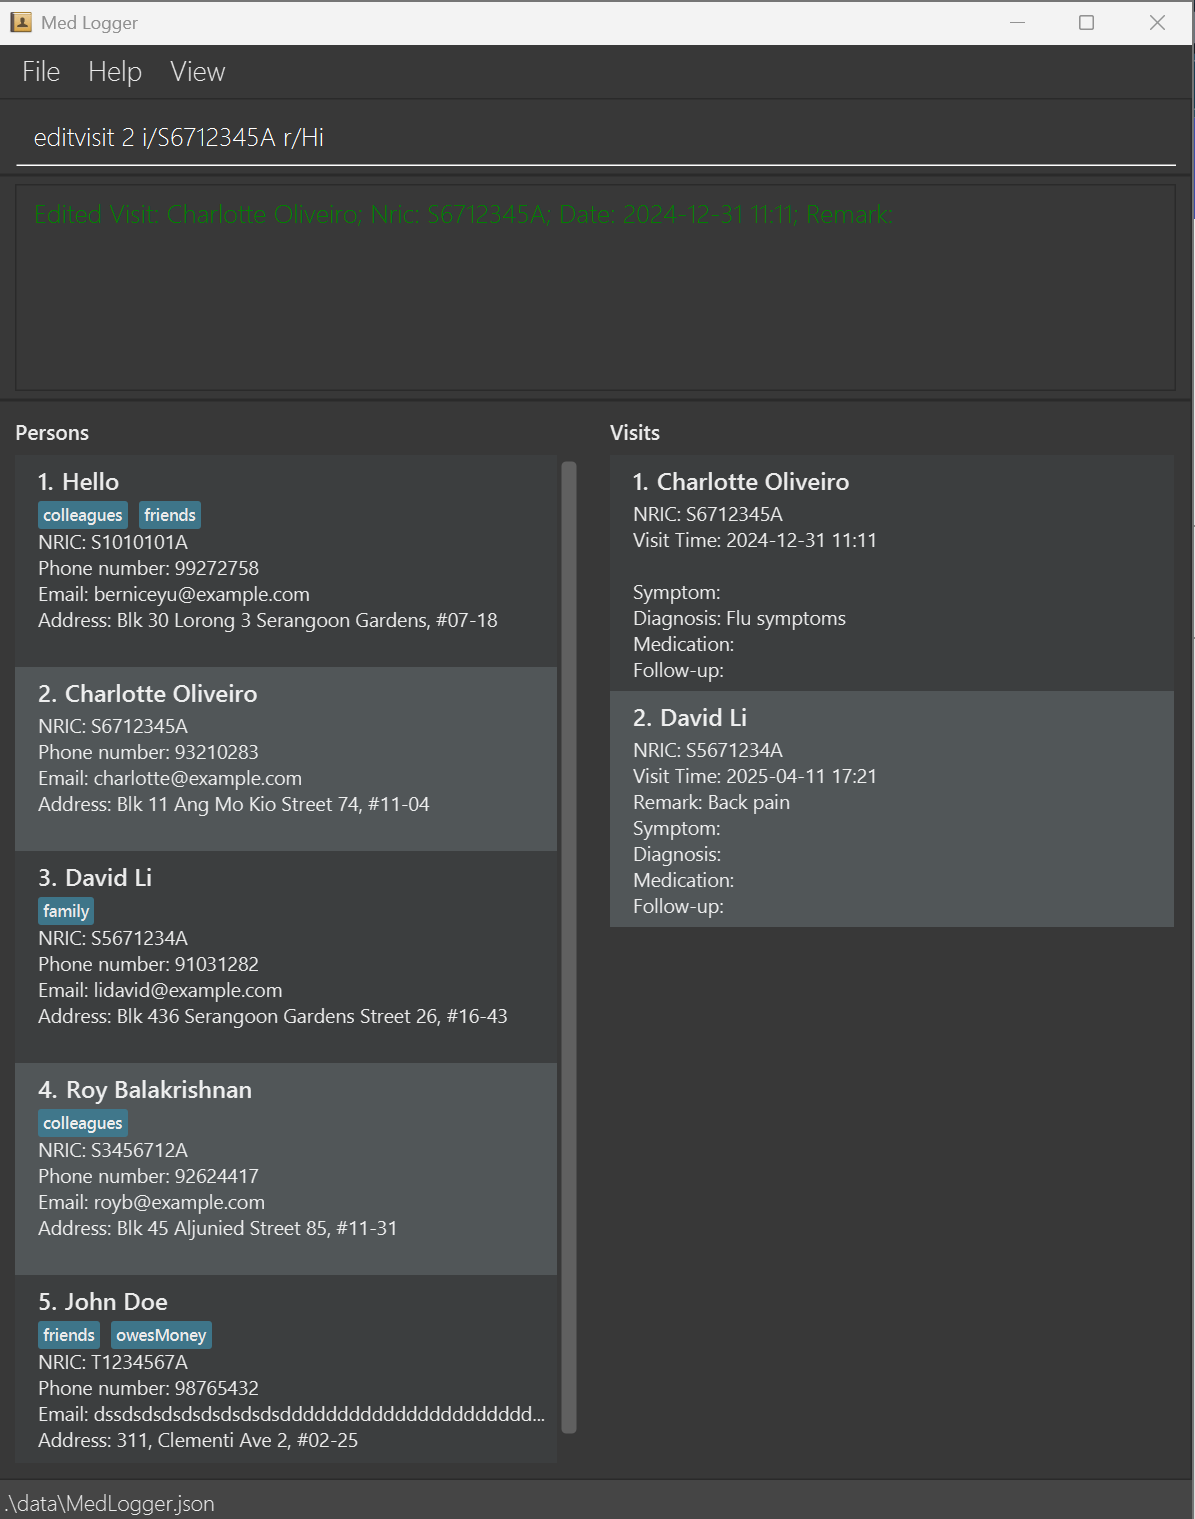 Med Logger
File Help View
editvisit 2 i/S6712345A r/Hi
Edited Visit: Charlotte Oliveiro; Nric: S6712345A; Date: 2024-12-31 11:11; Remark:
Persons
1. Hello
colleagues friends
NRIC: S1010101A
Phone number: 99272758
Email: berniceyu@example.com
Address: Blk 30 Lorong 3 Serangoon Gardens, #07-18
2. Charlotte Oliveiro
NRIC: S6712345A
Phone number: 93210283
Email: charlotte@example.com
Address: Blk 11 Ang Mo Kio Street 74, #11-04
3. David Li
family
NRIC: S5671234A
Phone number: 91031282
Email: lidavid@example.com
Address: Blk 436 Serangoon Gardens Street 26, #16-43
4. Roy Balakrishnan
colleagues
NRIC: S3456712A
Phone number: 92624417
Email: royb@example.com
Address: Blk 45 Aljunied Street 85, #11-31
5. John Doe
friends owesMoney
NRIC: T1234567A
Phone number: 98765432
Email: dssdsdsdsdsdsdsdsdsdddddddddddddddddddddd...
Address: 311, Clementi Ave 2, #02-25
Visits
1. Charlotte Oliveiro
NRIC: S6712345A
Visit Time: 2024-12-31 11:11
Symptom:
Diagnosis: Flu symptoms
Medication:
Follow-up:
2. David Li
NRIC: S5671234A
Visit Time: 2025-04-11 17:21
Remark: Back pain
Symptom:
Diagnosis:
Medication:
Follow-up:
.\data\MedLogger.json